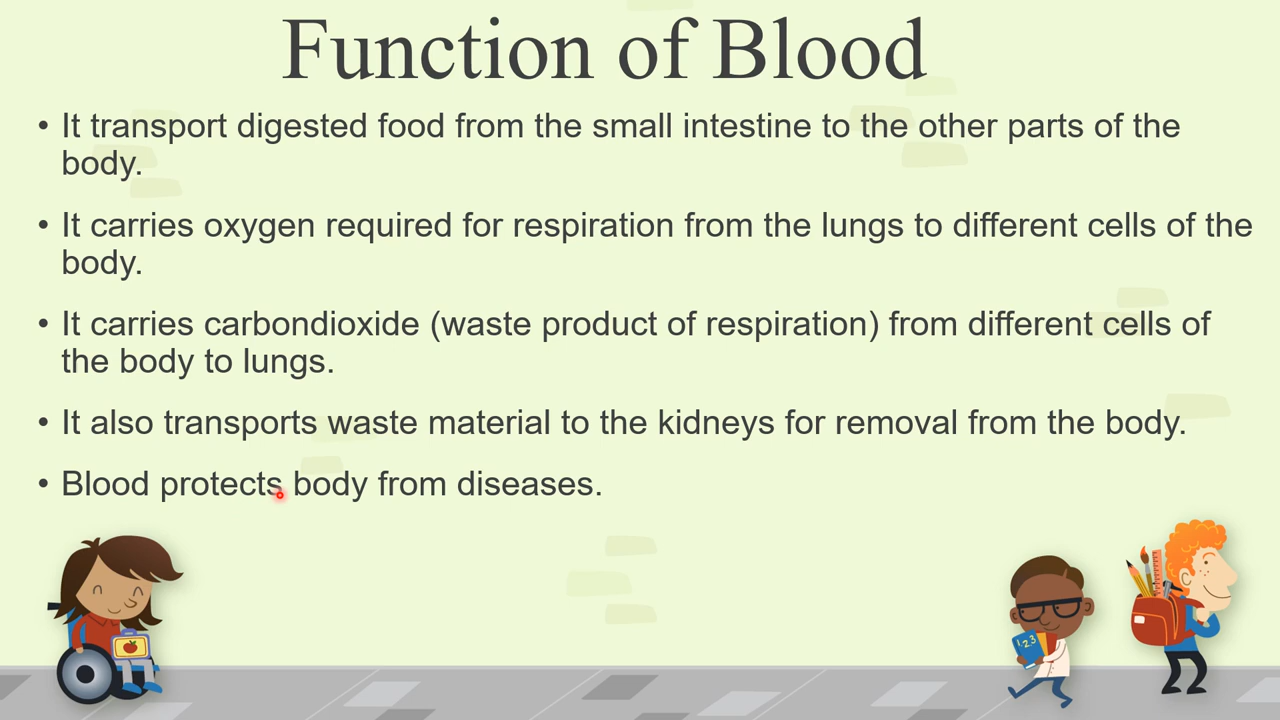 Function of Blood
• It transport digested food from the small intestine to the other parts of the
body.
• It carries oxygen required for respiration from the lungs to different cells of the
body.
• It carries carbondioxide (waste product of respiration) from different cells of
the body to lungs.
• It also transports waste material to the kidneys for removal from the body.
• Blood protects body from diseases.
123